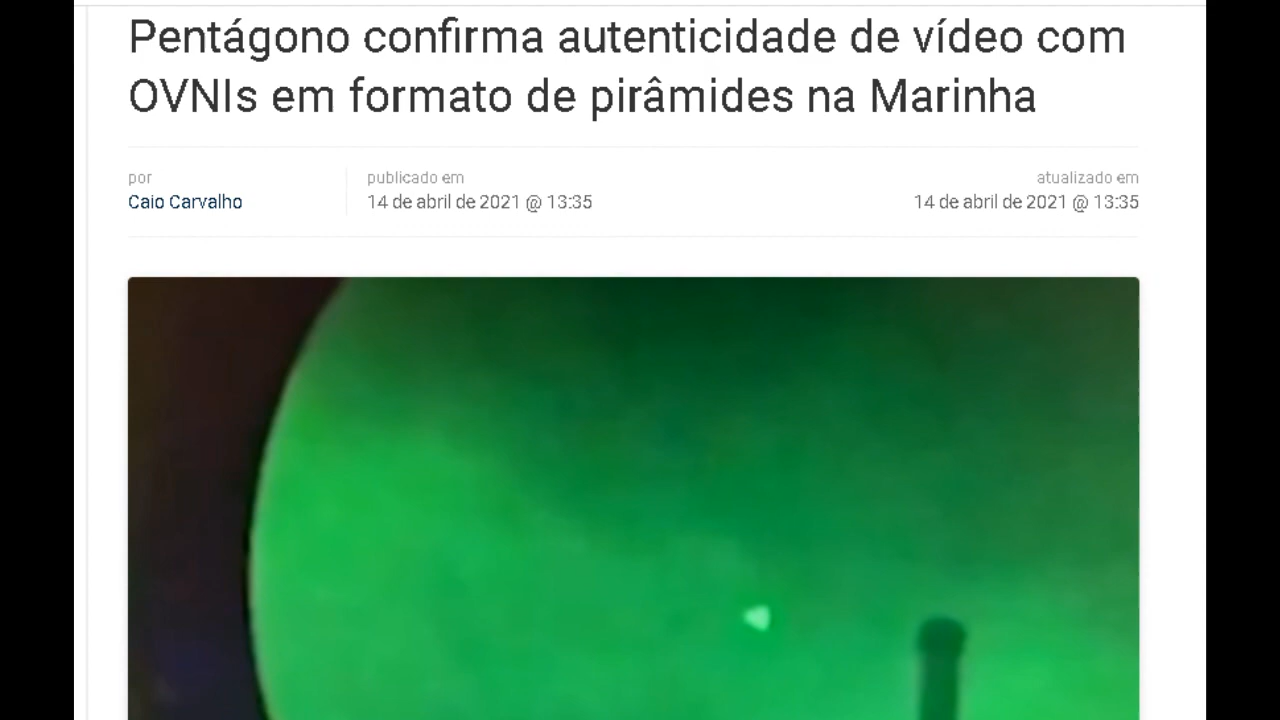 Pentágono confirma autenticidade de vídeo com
OVNIs em formato de pirâmides na Marinha
por
Caio Carvalho
publicado em
14 de abril de 2021 @ 13:35
atualizado em
14 de abril de 2021 @ 13:35